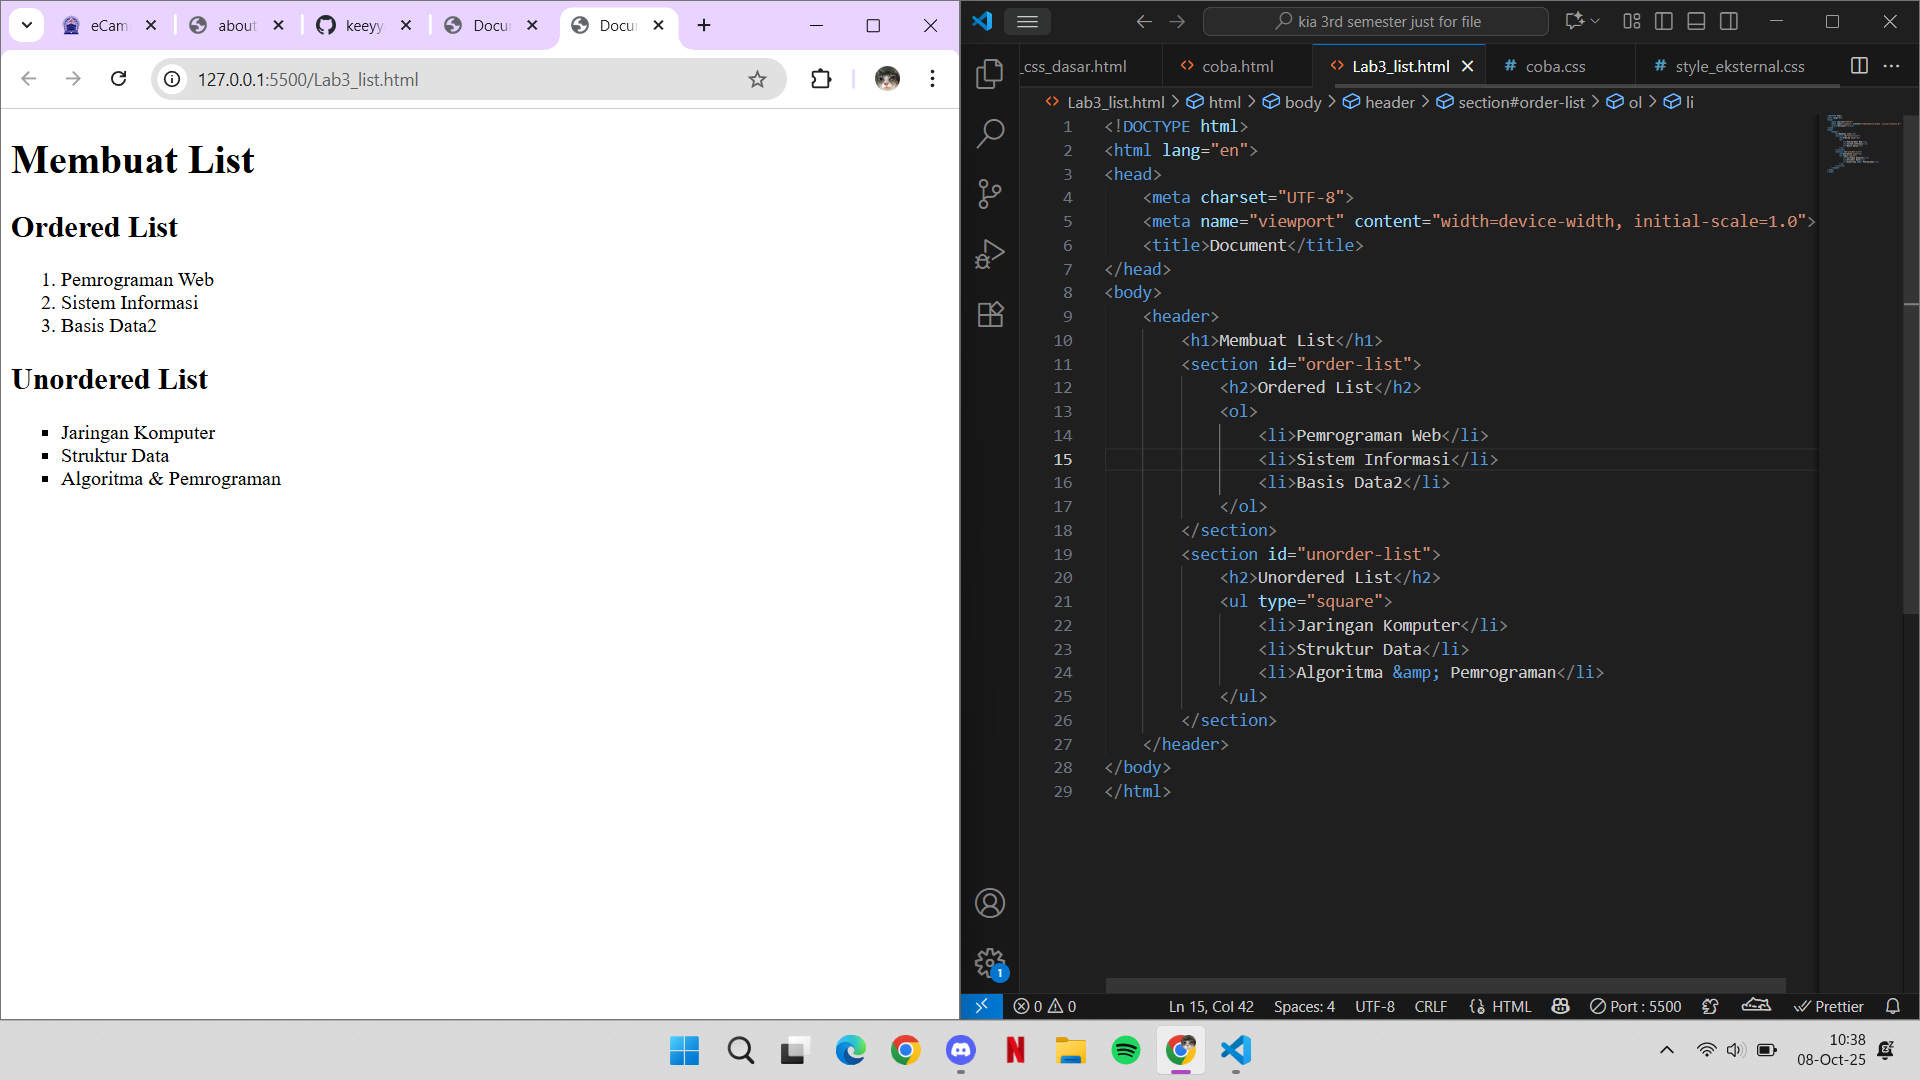 eCam
about
keeyy
Docu
Docu
127.0.0.1:5500/Lab3_list.html
Membuat List
Ordered List
1. Pemrograman Web
2. Sistem Informasi
3. Basis Data2
Unordered List
Jaringan Komputer
Struktur Data
Algoritma & Pemrograman
kia 3rd semester just for file
_css_dasar.html
coba.html
Lab3_list.html
# coba.css
# style_eksternal.css
Lab3_list.html > html > body > header > section#order-list > ol > li
1 <!DOCTYPE html>
2 <html lang="en">
3 <head>
4 <meta charset="UTF-8">
5 <meta name="viewport" content="width=device-width, initial-scale=1.0">
6 <title>Document</title>
7 </head>
8 <body>
9 <header>
10 <h1>Membuat List</h1>
11 <section id="order-list">
12 <h2>Ordered List</h2>
13 <ol>
14 <li>Pemrograman Web</li>
15 <li>Sistem Informasi</li>
16 <li>Basis Data2</li>
17 </ol>
18 </section>
19 <section id="unorder-list">
20 <h2>Unordered List</h2>
21 <ul type="square">
22 <li>Jaringan Komputer</li>
23 <li>Struktur Data</li>
24 <li>Algoritma &amp; Pemrograman</li>
25 </ul>
26 </section>
27 </header>
28 </body>
29 </html>
1
0 0
Ln 15, Col 42
Spaces: 4
UTF-8
CRLF
HTML
Port : 5500
Prettier
10:38
08-Oct-25